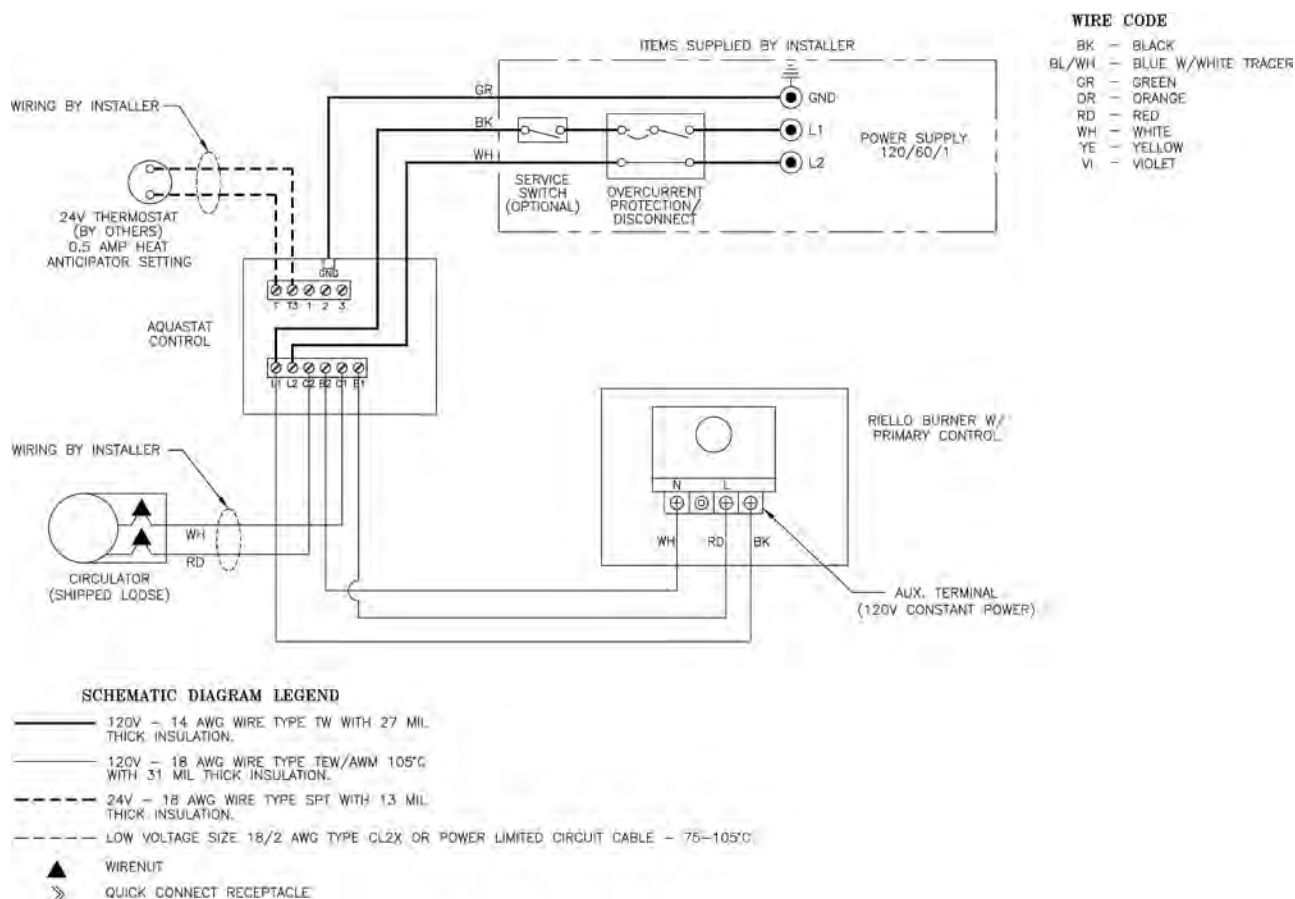 WIRE CODE
BK – BLACK
BL/WH – BLUE W/WHITE TRACER
GR – GREEN
OR – ORANGE
RD – RED
WH – WHITE
YE – YELLOW
VI – VIOLET
ITEMS SUPPLIED BY INSTALLER
GR
GND
BK
L1
WH
L2
POWER SUPPLY
120/60/1
SERVICE
SWITCH
(OPTIONAL)
OVERCURRENT
PROTECTION/
DISCONNECT
WIRING BY INSTALLER
24V THERMOSTAT
(BY OTHERS)
0.5 AMP HEAT
ANTICIPATOR SETTING
GND
T T3 1 2 3
AQUASTAT
CONTROL
L1 L2 C2 B2 C1 B1
WIRING BY INSTALLER
WH
RD
CIRCULATOR
(SHIPPED LOOSE)
RIELLO BURNER W/
PRIMARY CONTROL
N L
WH RD BK
AUX. TERMINAL
(120V CONSTANT POWER)
SCHEMATIC DIAGRAM LEGEND
120V – 14 AWG WIRE TYPE TW WITH 27 MIL
THICK INSULATION.
120V – 18 AWG WIRE TYPE TEW/AWM 105°C
WITH 31 MIL THICK INSULATION.
24V – 18 AWG WIRE TYPE SPT WITH 13 MIL
THICK INSULATION.
LOW VOLTAGE SIZE 18/2 AWG TYPE CL2X OR POWER LIMITED CIRCUIT CABLE – 75–105°C
WIRENUT
QUICK CONNECT RECEPTACLE